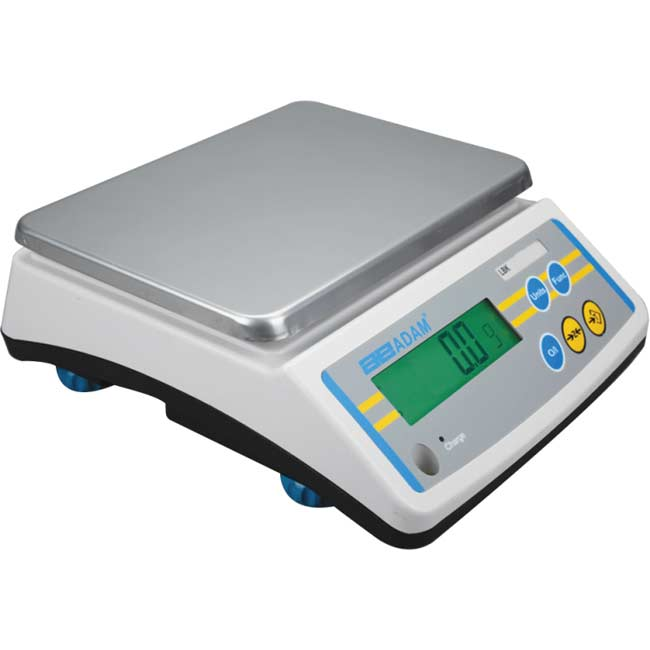 LBK
ADAM®
0.0 g
Units
Func
O/I
Charge